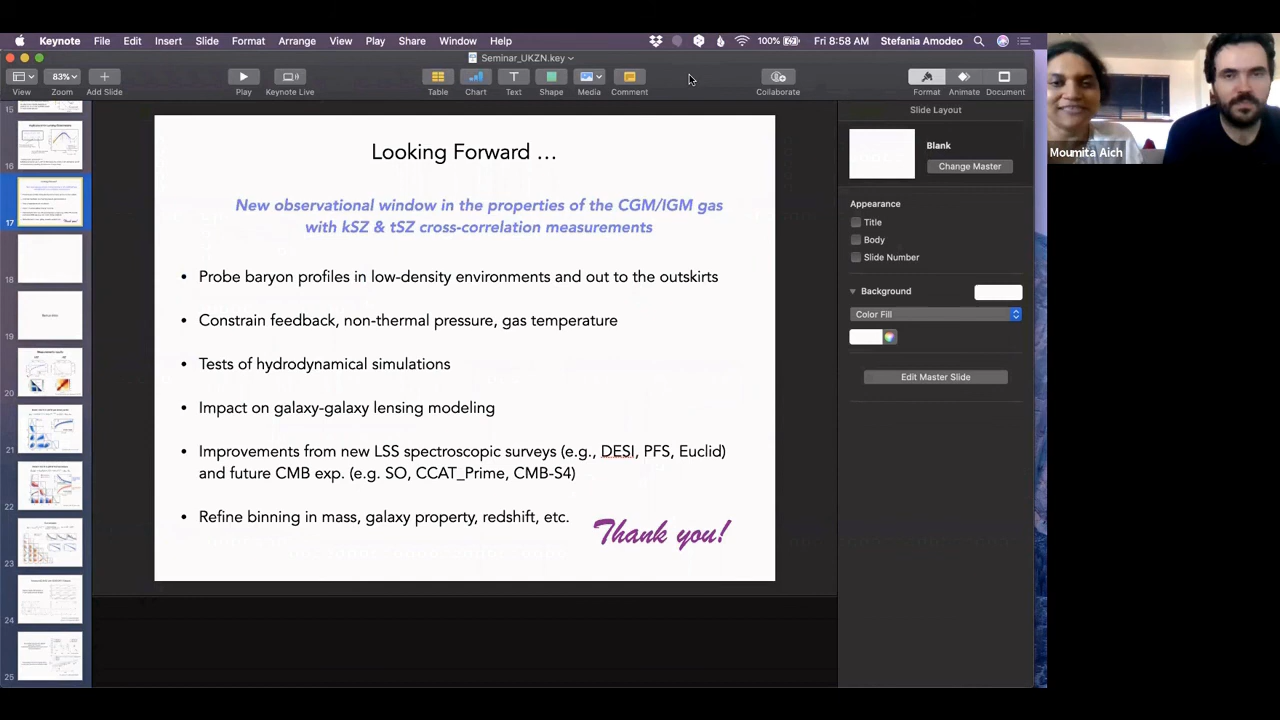 Keynote File Edit Insert Slide Format Arrange View Play Share Window Help 100% Fri 8:58 AM Stefania Amodeo
Seminar_UKZN.key
83%
View Zoom Add Slide Play Keynote Live Table Chart Text Shape Media Comment Collaborate Format Animate Document
Moumita Aich
15
16
17
18
19
20
21
22
23
24
25
Looking Forward ...
New observational window in the properties of the CGM/IGM gas
with kSZ & tSZ cross-correlation measurements
• Probe baryon profiles in low-density environments and out to the outskirts
• Constrain feedback, non-thermal pressure, gas temperature
• Tests of hydrodynamical simulations
• Impact on galaxy-galaxy lensing modeling
• Improvements from new LSS spectroscopic surveys (e.g., DESI, PFS, Euclid)
and future CMB exp. (e.g. SO, CCAT_Prime, CMB-S4)
• Refine binning in mass, galaxy property, redshift, etc.
Thank you!
Slide Layout
Blank
Change Master
Appearance
Title
Body
Slide Number
Background
Color Fill
Edit Master Slide